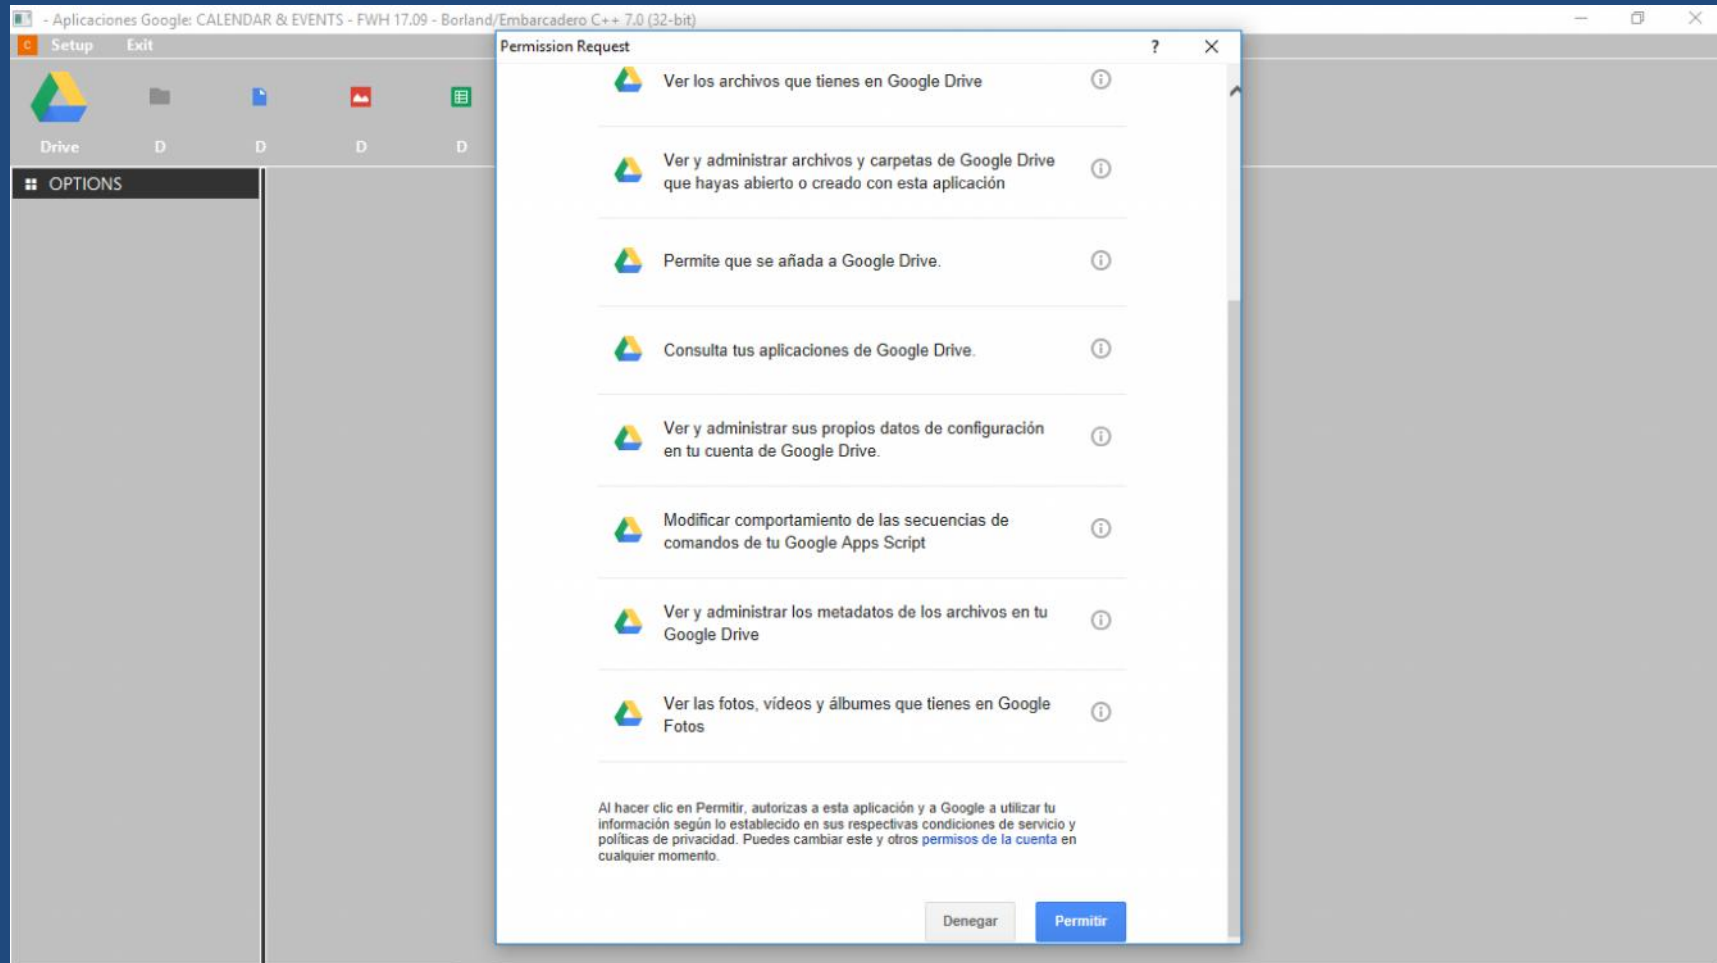 - Aplicaciones Google: CALENDAR & EVENTS - FWH 17.09 - Borland/Embarcadero C++ 7.0 (32-bit)
C Setup Exit
Drive D D D D
OPTIONS
Permission Request ?
Ver los archivos que tienes en Google Drive
Ver y administrar archivos y carpetas de Google Drive
que hayas abierto o creado con esta aplicación
Permite que se añada a Google Drive.
Consulta tus aplicaciones de Google Drive.
Ver y administrar sus propios datos de configuración
en tu cuenta de Google Drive.
Modificar comportamiento de las secuencias de
comandos de tu Google Apps Script
Ver y administrar los metadatos de los archivos en tu
Google Drive
Ver las fotos, vídeos y álbumes que tienes en Google
Fotos
Al hacer clic en Permitir, autorizas a esta aplicación y a Google a utilizar tu
información según lo establecido en sus respectivas condiciones de servicio y
políticas de privacidad. Puedes cambiar este y otros permisos de la cuenta en
cualquier momento.
Denegar Permitir